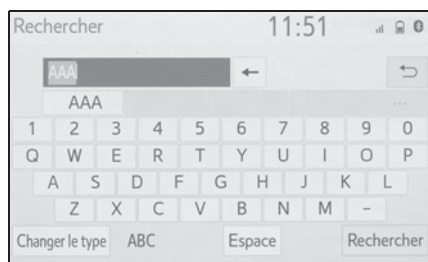 Rechercher 11:51
AAA ←
AAA ...
1 2 3 4 5 6 7 8 9 0
Q W E R T Y U I O P
A S D F G H J K L
Z X C V B N M -
Changer le type ABC Espace Rechercher